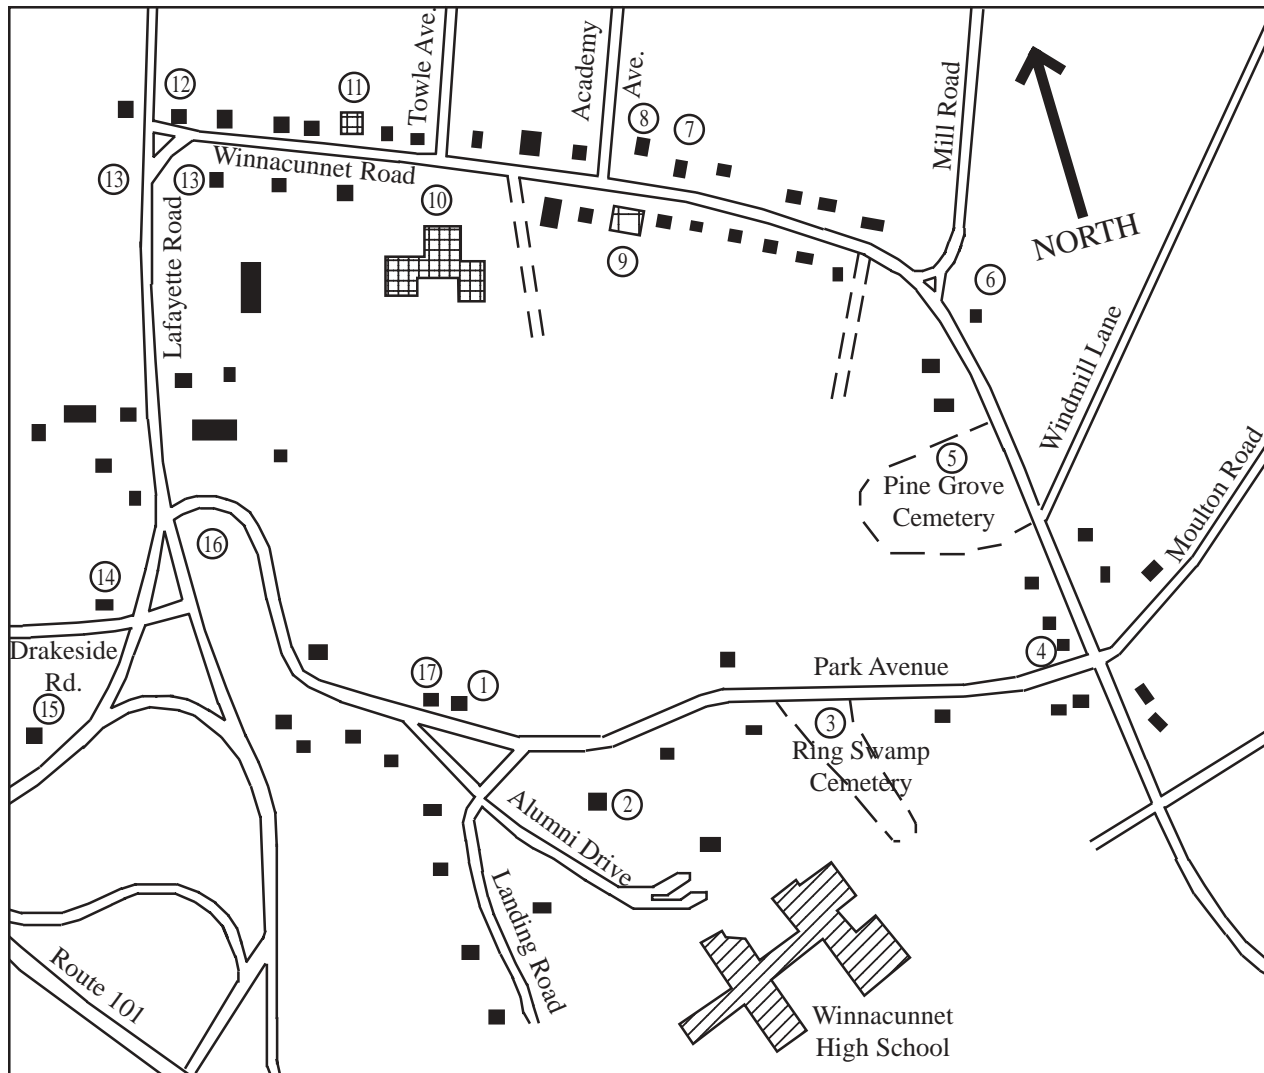 Towle Ave.
Academy
Ave.
Mill Road
12
11
8
7
NORTH
Winnacunnet Road
13
13
10
9
6
Lafayette Road
Windmill Lane
Moulton Road
5
Pine Grove
Cemetery
16
14
Drakeside
Rd.
15
17
1
Park Avenue
4
3
Ring Swamp
Cemetery
2
Alumni Drive
Landing Road
Route 101
Winnacunnet
High School